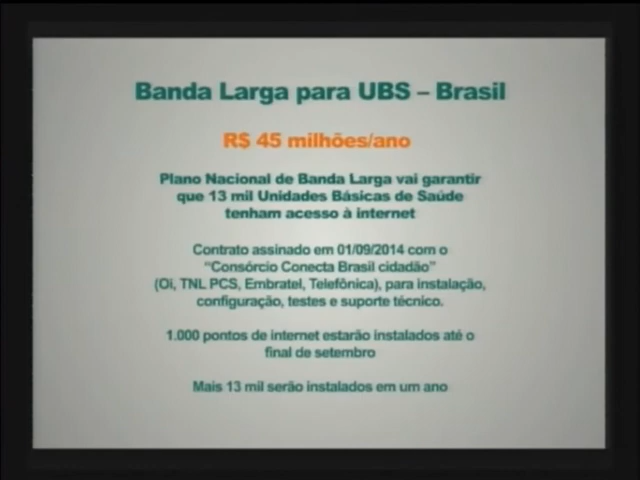 Banda Larga para UBS – Brasil
R$ 45 milhões/ano
Plano Nacional de Banda Larga vai garantir
que 13 mil Unidades Básicas de Saúde
tenham acesso à internet
Contrato assinado em 01/09/2014 com o
“Consórcio Conecta Brasil cidadão”
(Oi, TNL PCS, Embratel, Telefônica), para instalação,
configuração, testes e suporte técnico.
1.000 pontos de internet estarão instalados até o
final de setembro
Mais 13 mil serão instalados em um ano